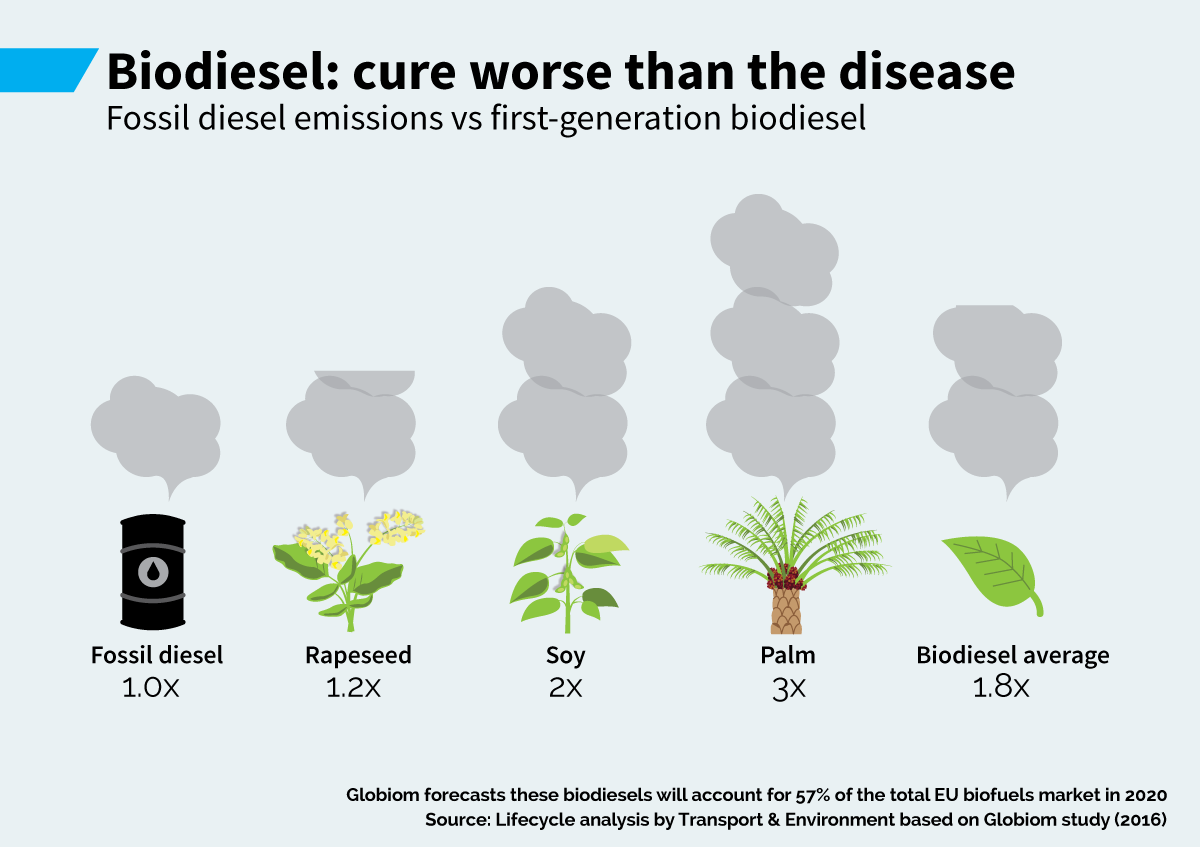 Biodiesel: cure worse than the disease
Fossil diesel emissions vs first-generation biodiesel
Fossil diesel
1.0x
Rapeseed
1.2x
Soy
2x
Palm
3x
Biodiesel average
1.8x
Globiom forecasts these biodiesels will account for 57% of the total EU biofuels market in 2020
Source: Lifecycle analysis by Transport & Environment based on Globiom study (2016)